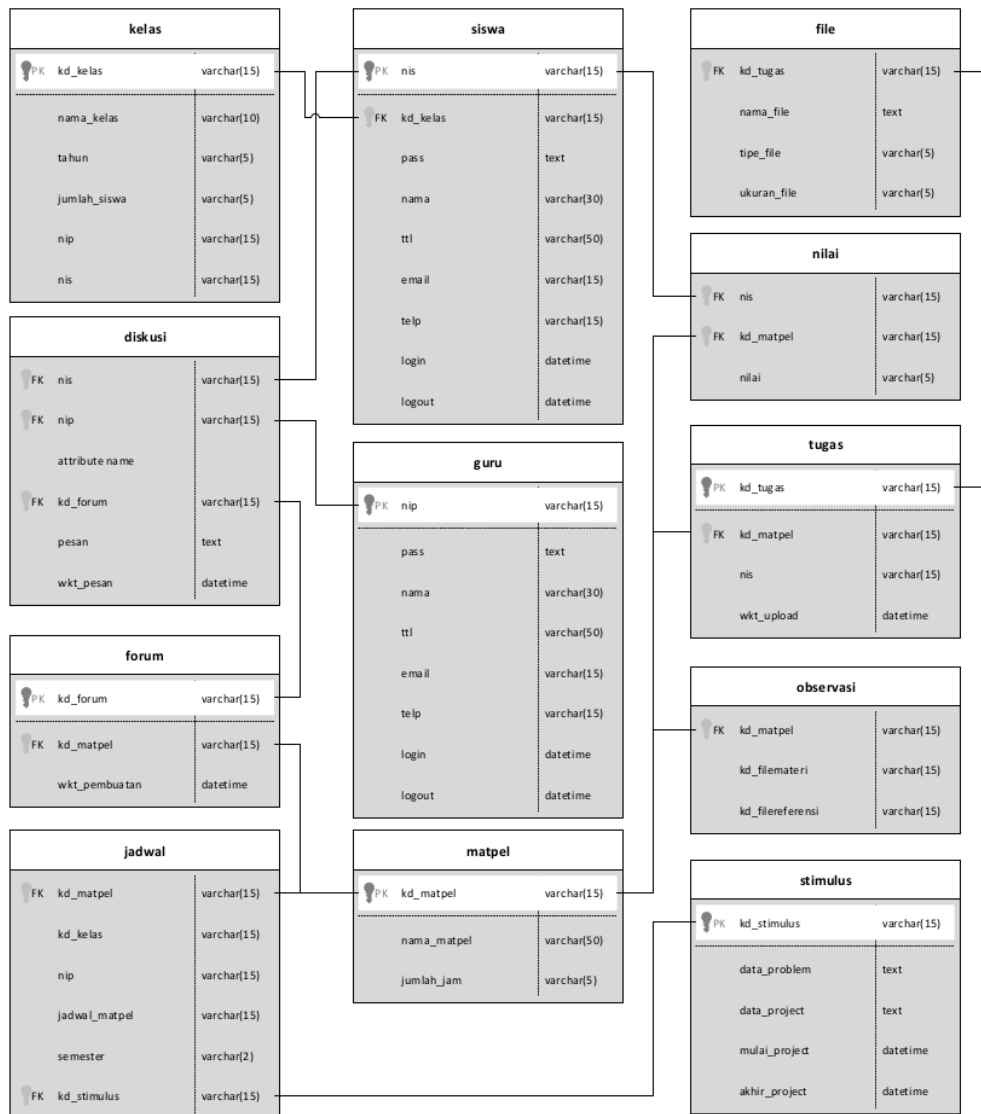 kelas
PK kd_kelas varchar(15)
nama_kelas varchar(10)
tahun varchar(5)
jumlah_siswa varchar(5)
nip varchar(15)
nis varchar(15)
diskusi
FK nis varchar(15)
FK nip varchar(15)
attribute name
FK kd_forum varchar(15)
pesan text
wkt_pesan datetime
forum
PK kd_forum varchar(15)
FK kd_matpel varchar(15)
wkt_pembuatan datetime
jadwal
FK kd_matpel varchar(15)
kd_kelas varchar(15)
nip varchar(15)
jadwal_matpel varchar(15)
semester varchar(2)
FK kd_stimulus varchar(15)
siswa
PK nis varchar(15)
FK kd_kelas varchar(15)
pass text
nama varchar(30)
ttl varchar(50)
email varchar(15)
telp varchar(15)
login datetime
logout datetime
guru
PK nip varchar(15)
pass text
nama varchar(30)
ttl varchar(50)
email varchar(15)
telp varchar(15)
login datetime
logout datetime
matpel
PK kd_matpel varchar(15)
nama_matpel varchar(50)
jumlah_jam varchar(5)
file
FK kd_tugas varchar(15)
nama_file text
tipe_file varchar(5)
ukuran_file varchar(5)
nilai
FK nis varchar(15)
FK kd_matpel varchar(15)
nilai varchar(5)
tugas
PK kd_tugas varchar(15)
FK kd_matpel varchar(15)
nis varchar(15)
wkt_upload datetime
observasi
FK kd_matpel varchar(15)
kd_filemateri varchar(15)
kd_filereferensi varchar(15)
stimulus
PK kd_stimulus varchar(15)
data_problem text
data_project text
mulai_project datetime
akhir_project datetime